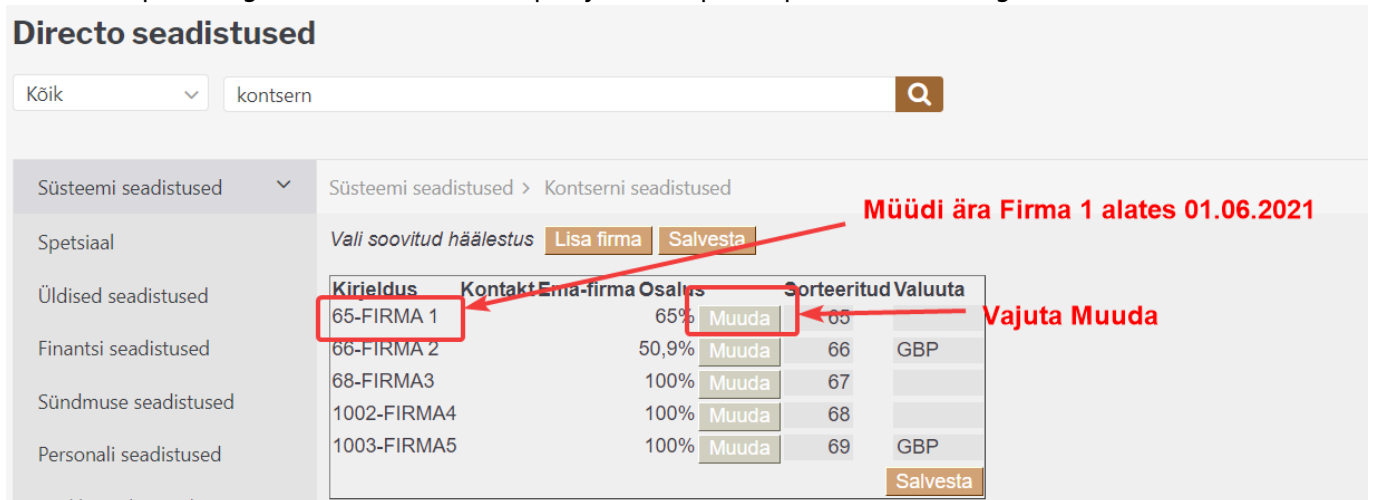 Directo seadistused
Kõik kontsern
Süsteemi seadistused
Süsteemi seadistused > Kontserni seadistused
Müüdi ära Firma 1 alates 01.06.2021
Spetsiaal
Vali soovitud häälestus Lisa firma Salvesta
Üldised seadistused
Kirjeldus Kontakt Ema-firma Osalus Sorteeritud Valuuta
65-FIRMA 1 65% Muuda 65
Vajuta Muuda
Finantsi seadistused
66-FIRMA 2 50,9% Muuda 66 GBP
68-FIRMA3 100% Muuda 67
Sündmuse seadistused
1002-FIRMA4 100% Muuda 68
Personali seadistused
1003-FIRMA5 100% Muuda 69 GBP
Salvesta